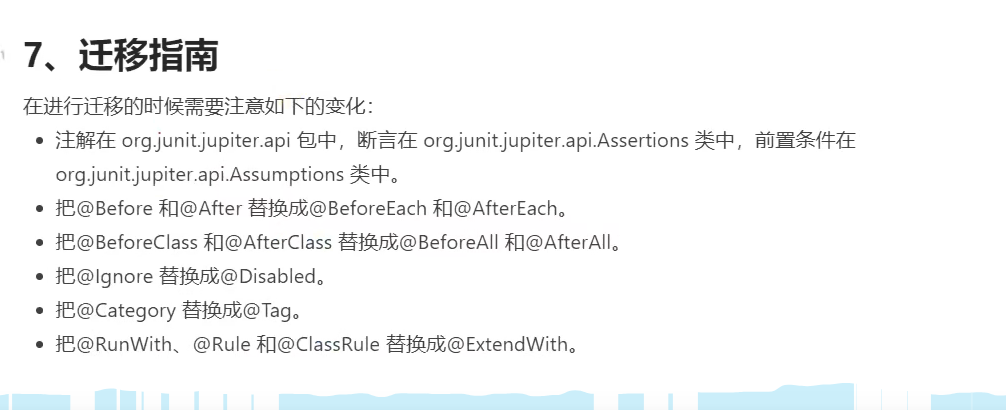 7、迁移指南
在进行迁移的时候需要注意如下的变化：
• 注解在 org.junit.jupiter.api 包中，断言在 org.junit.jupiter.api.Assertions 类中，前置条件在
org.junit.jupiter.api.Assumptions 类中。
• 把@Before 和@After 替换成@BeforeEach 和@AfterEach。
• 把@BeforeClass 和@AfterClass 替换成@BeforeAll 和@AfterAll。
• 把@Ignore 替换成@Disabled。
• 把@Category 替换成@Tag。
• 把@RunWith、@Rule 和@ClassRule 替换成@ExtendWith。